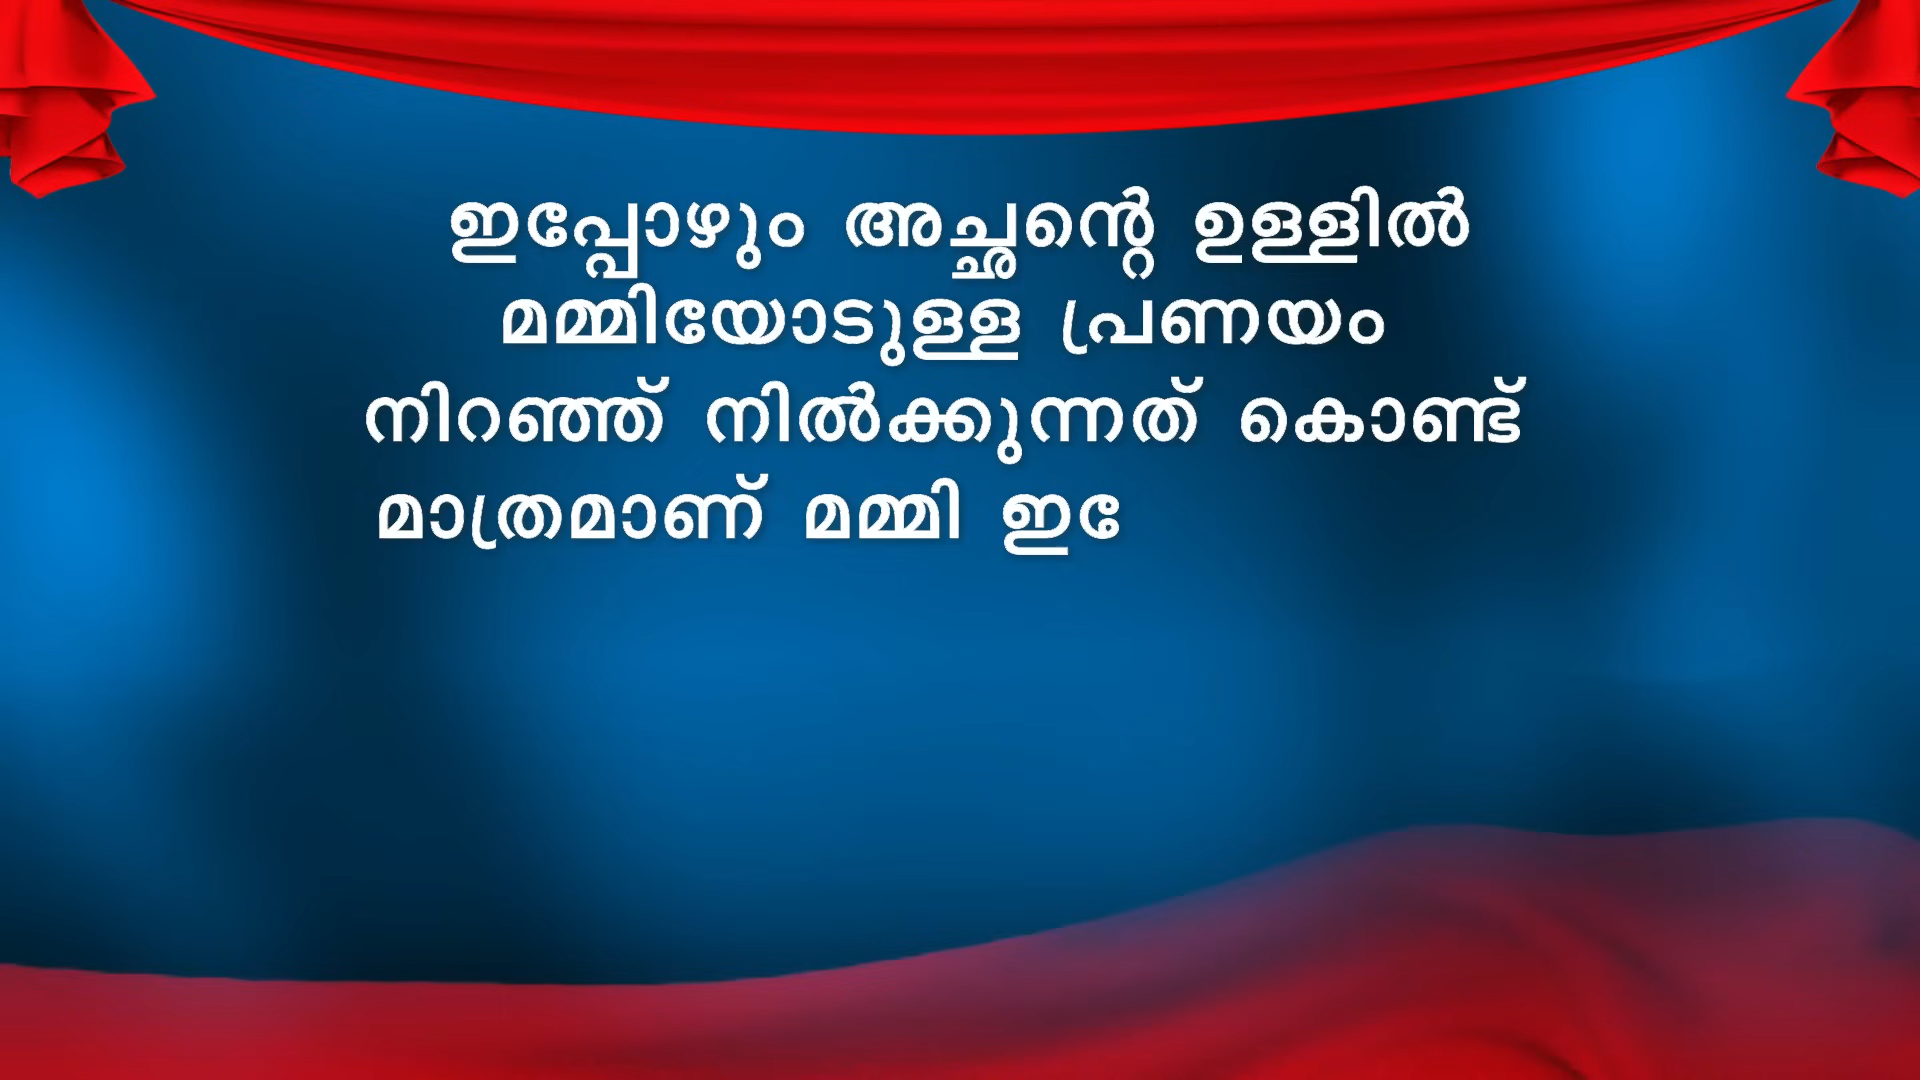 ഇപ്പോഴും അച്ഛന്റെ ഉള്ളിൽ
മമ്മിയോടുള്ള പ്രണയം
നിറഞ്ഞ് നിൽക്കുന്നത് കൊണ്ട്
മാത്രമാണ് മമ്മി ഇേ